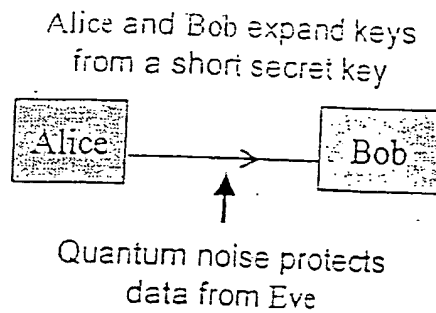 Alice and Bob expand keys
from a short secret key
Alice
Bob
Quantum noise protects
data from Eve